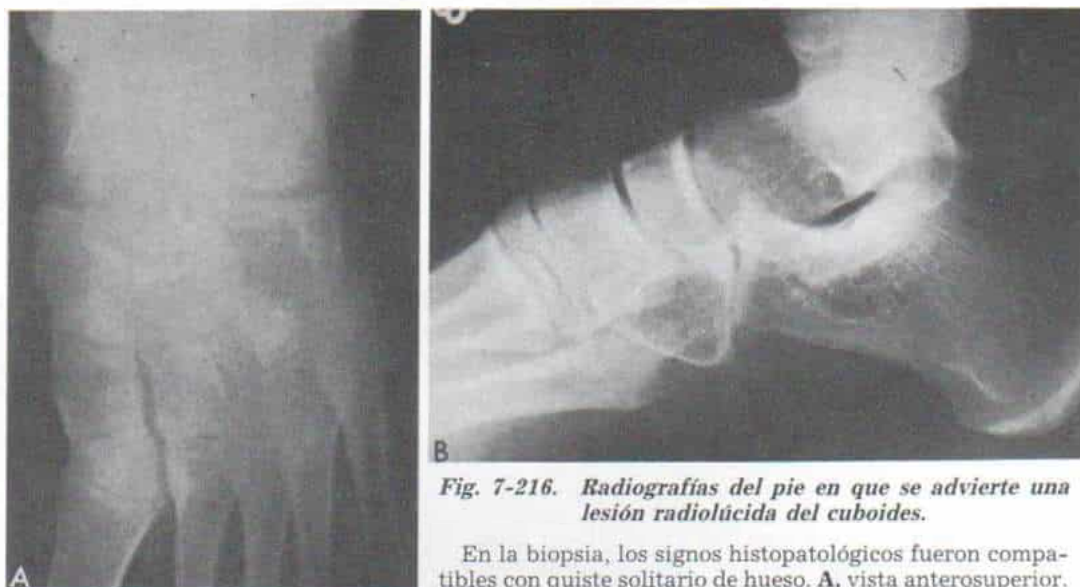 A
B
Fig. 7-216. Radiografías del pie en que se advierte una
lesión radiolúcida del cuboides.
En la biopsia, los signos histopatológicos fueron compa-
tibles con quiste solitario de hueso. A, vista anterosuperior.